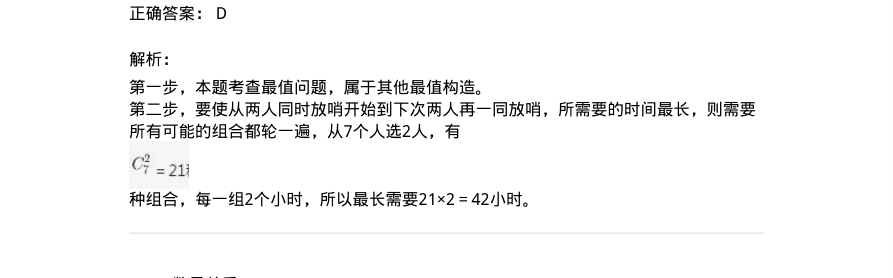 正确答案： D
解析：
第一步，本题考查最值问题，属于其他最值构造。
第二步，要使从两人同时放哨开始到下次两人再一同放哨，所需要的时间最长，则需要
所有可能的组合都轮一遍，从7个人选2人，有
C₇² = 21
种组合，每一组2个小时，所以最长需要21×2 = 42小时。